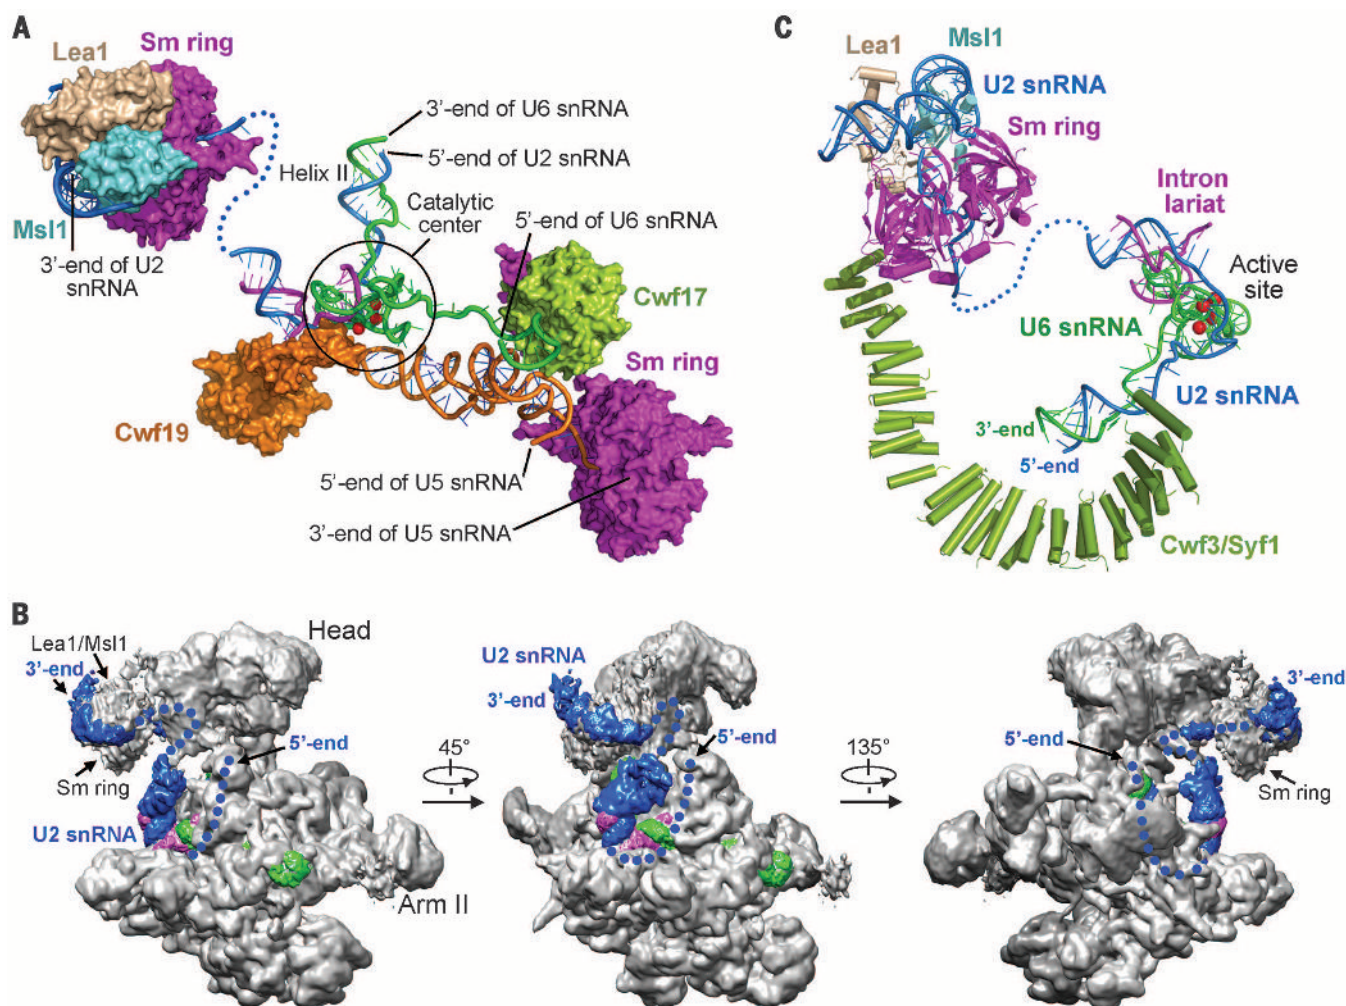 A
Sm ring
Lea1
Msl1
3’-end of U2
snRNA
3’-end of U6 snRNA
5’-end of U2 snRNA
Helix II
Catalytic
center
5’-end of U6 snRNA
Cwf17
Sm ring
Cwf19
5’-end of U5 snRNA
3’-end of U5 snRNA
C
Lea1
Msl1
U2 snRNA
Sm ring
Intron
lariat
Active
site
U6 snRNA
U2 snRNA
3’-end
5’-end
Cwf3/Syf1
B
Lea1/Msl1
3’-end
Head
5’-end
Sm ring
U2 snRNA
Arm II
45°
U2 snRNA
3’-end
5’-end
135°
3’-end
5’-end
Sm ring